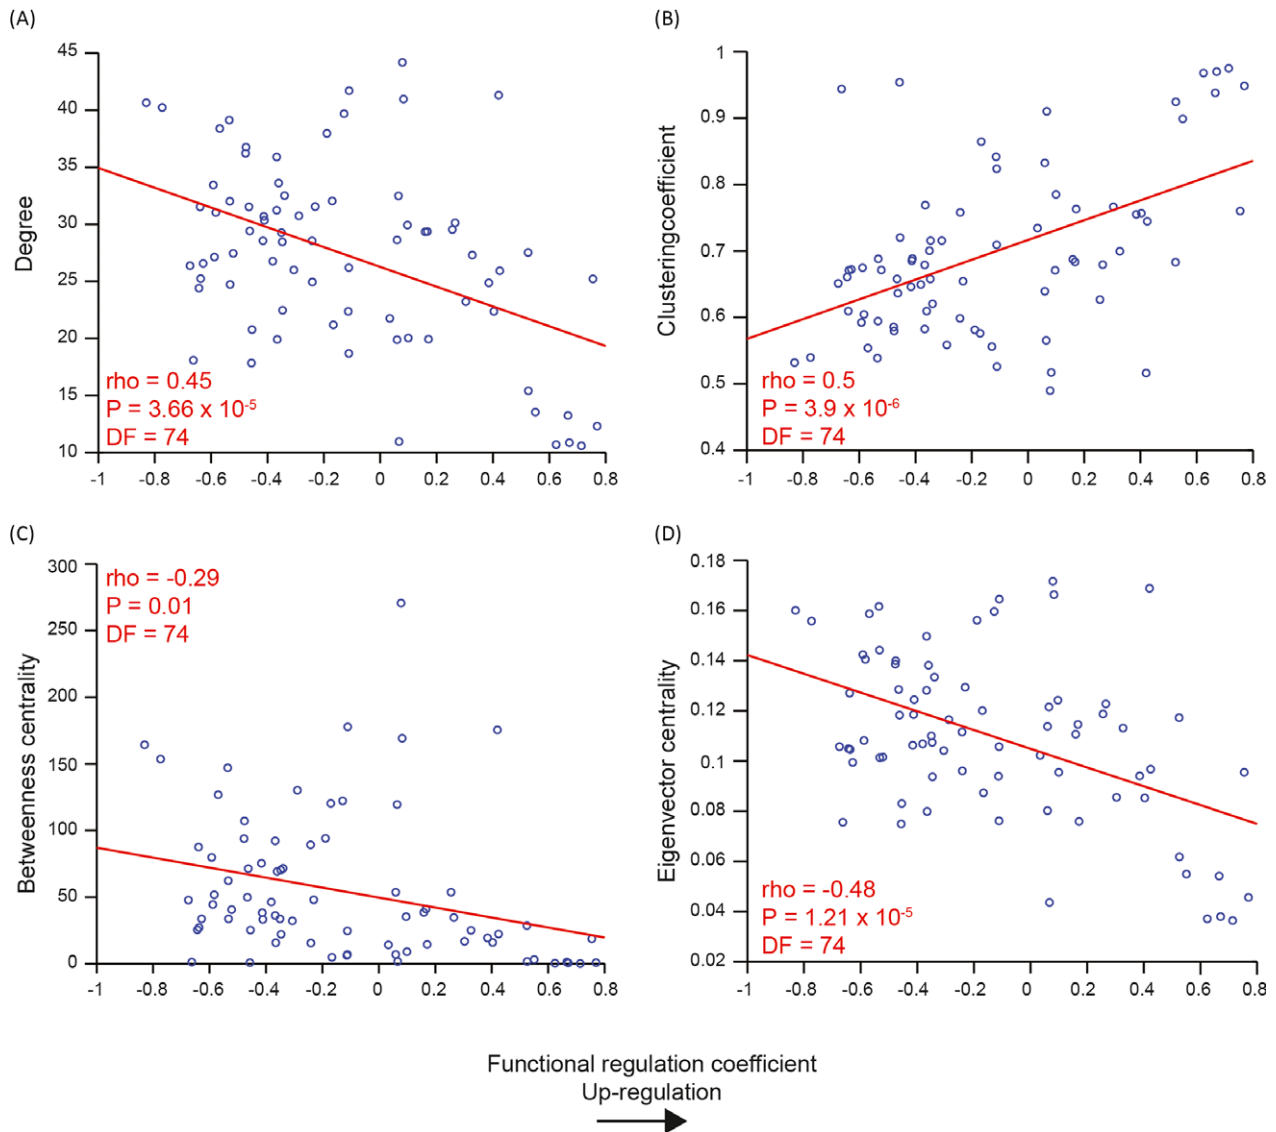 (A)
45
40
35
30
25
20
15
10
Degree
rho = 0.45
P = 3.66 x 10-5
DF = 74
-1 -0.8 -0.6 -0.4 -0.2 0 0.2 0.4 0.6 0.8
(B)
1
0.9
0.8
0.7
0.6
0.5
0.4
Clusteringcoefficient
rho = 0.5
P = 3.9 x 10-6
DF = 74
-1 -0.8 -0.6 -0.4 -0.2 0 0.2 0.4 0.6 0.8
(C)
300
250
200
150
100
50
0
Betweenness centrality
rho = -0.29
P = 0.01
DF = 74
-1 -0.8 -0.6 -0.4 -0.2 0 0.2 0.4 0.6 0.8
(D)
0.18
0.16
0.14
0.12
0.1
0.08
0.06
0.04
0.02
Eigenvector centrality
rho = -0.48
P = 1.21 x 10-5
DF = 74
-1 -0.8 -0.6 -0.4 -0.2 0 0.2 0.4 0.6 0.8
Functional regulation coefficient
Up-regulation